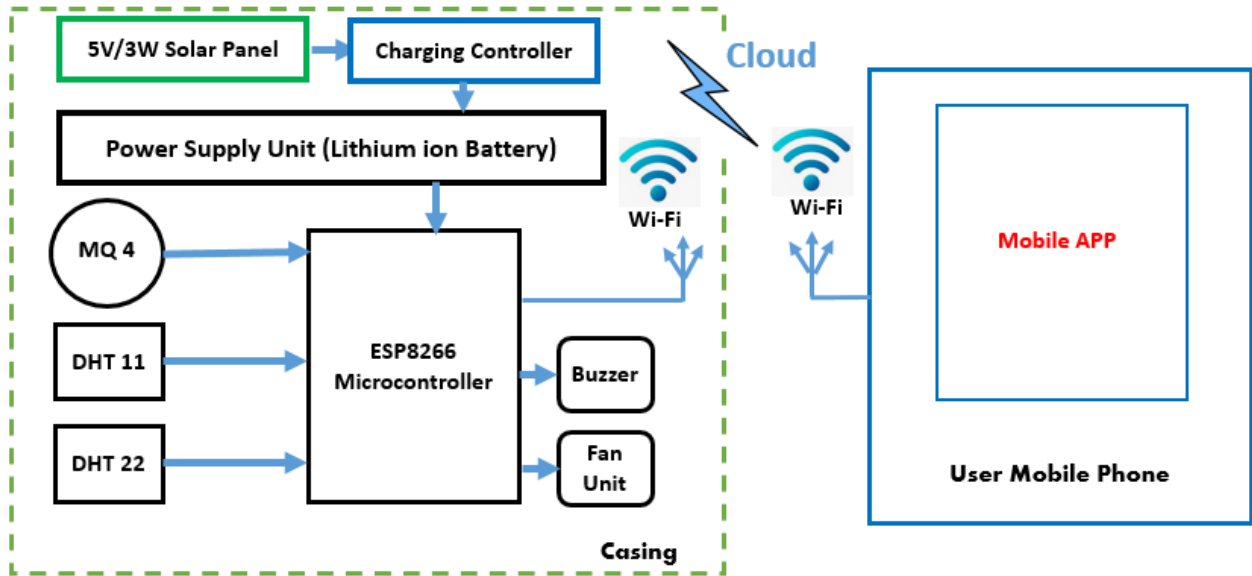 5V/3W Solar Panel
Charging Controller
Cloud
Power Supply Unit (Lithium ion Battery)
Wi-Fi
Wi-Fi
MQ 4
Mobile APP
DHT 11
ESP8266
Microcontroller
Buzzer
DHT 22
Fan
Unit
User Mobile Phone
Casing